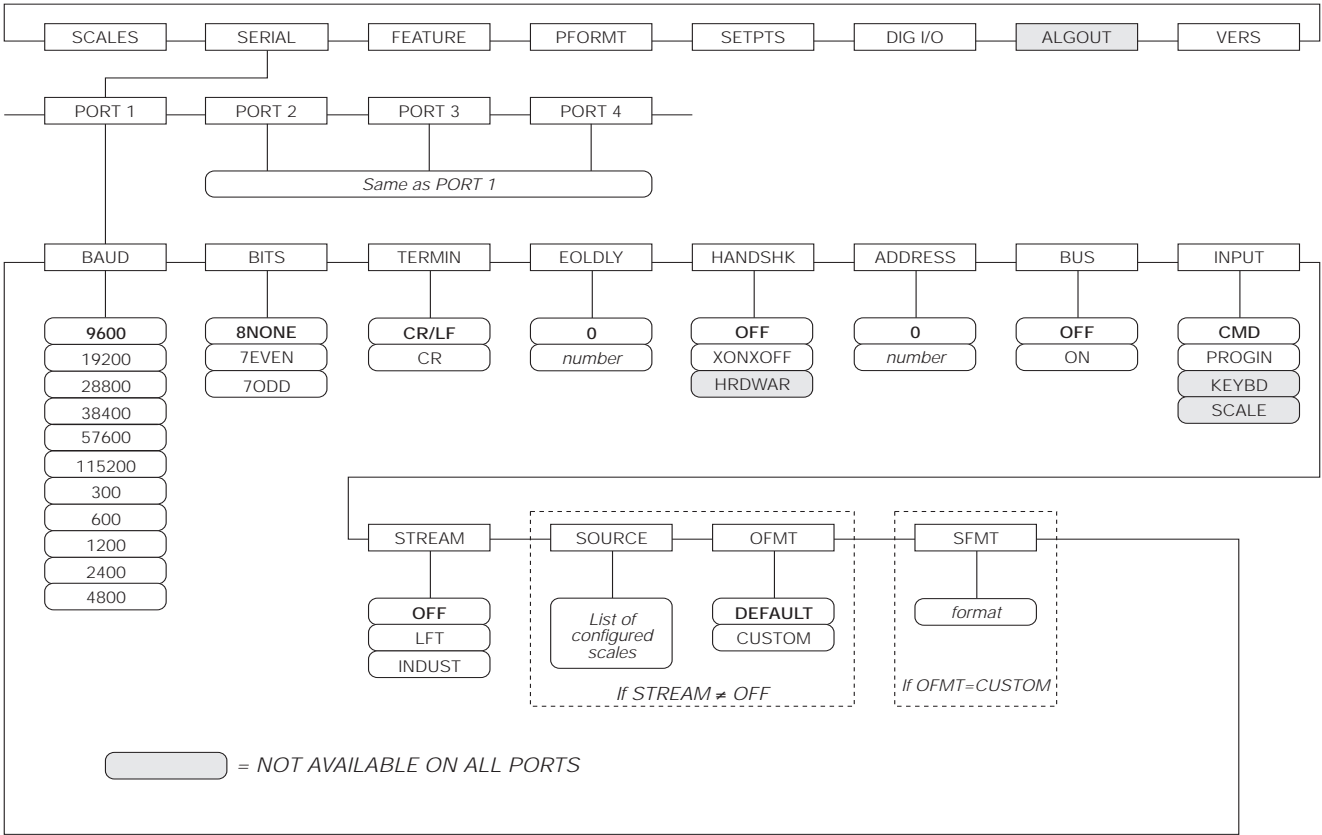 SCALES SERIAL FEATURE PFORMT SETPTS DIG I/O ALGOUT VERS
PORT 1 PORT 2 PORT 3 PORT 4
Same as PORT 1
BAUD BITS TERMIN EOLDLY HANDSHK ADDRESS BUS INPUT
9600 8NONE CR/LF 0 OFF 0 OFF CMD
19200 7EVEN CR number XONXOFF number ON PROGIN
28800 7ODD HRDWAR KEYBD
38400 SCALE
57600
115200
300
600
1200
2400
4800
STREAM SOURCE OFMT SFMT
OFF
LFT
INDUST
List of
configured
scales
DEFAULT
CUSTOM
format
If STREAM ≠ OFF
If OFMT=CUSTOM
= NOT AVAILABLE ON ALL PORTS